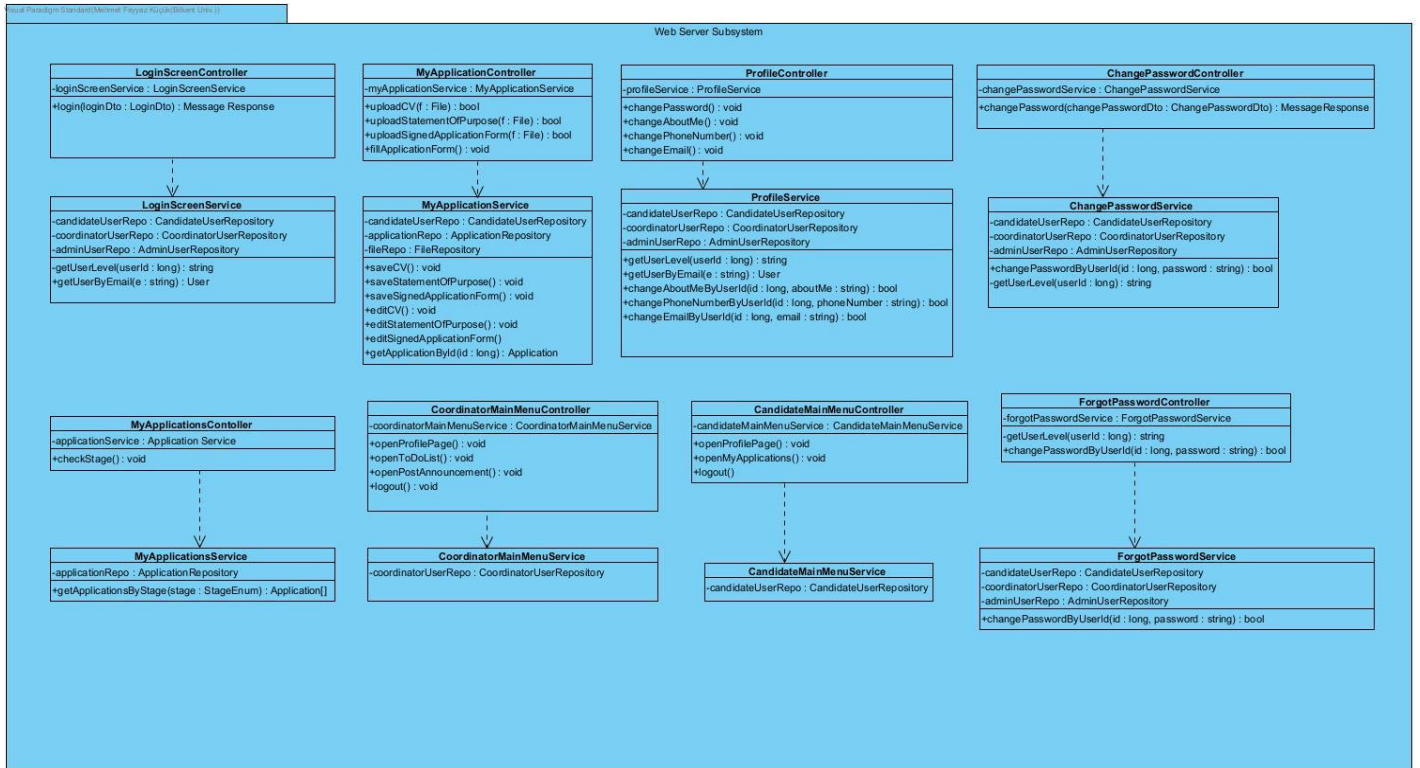 Visual Paradigm Standard(Mehmet Feyyaz Küçük(Bilkent Univ.))
Web Server Subsystem
LoginScreenController
-loginScreenService : LoginScreenService
+login(loginDto : LoginDto) : Message Response
MyApplicationController
-myApplicationService : MyApplicationService
+uploadCV(f : File) : bool
+uploadStatementOfPurpose(f : File) : bool
+uploadSignedApplicationForm(f : File) : bool
+fillApplicationForm() : void
ProfileController
-profileService : ProfileService
+changePassword() : void
+changeAboutMe() : void
+changePhoneNumber() : void
+changeEmail() : void
ChangePasswordController
-changePasswordService : ChangePasswordService
+changePassword(changePasswordDto : ChangePasswordDto) : MessageResponse
LoginScreenService
-candidateUserRepo : CandidateUserRepository
-coordinatorUserRepo : CoordinatorUserRepository
-adminUserRepo : AdminUserRepository
-getUserLevel(userId : long) : string
+getUserByEmail(e : string) : User
MyApplicationService
-candidateUserRepo : CandidateUserRepository
-applicationRepo : ApplicationRepository
-fileRepo : FileRepository
+saveCV() : void
+saveStatementOfPurpose() : void
+saveSignedApplicationForm() : void
+editCV() : void
+editStatementOfPurpose() : void
+editSignedApplicationForm()
+getApplicationById(id : long) : Application
ProfileService
-candidateUserRepo : CandidateUserRepository
-coordinatorUserRepo : CoordinatorUserRepository
-adminUserRepo : AdminUserRepository
+getUserLevel(userId : long) : string
+getUserByEmail(e : string) : User
+changeAboutMeByUserId(id : long, aboutMe : string) : bool
+changePhoneNumberByUserId(id : long, phoneNumber : string) : bool
+changeEmailByUserId(id : long, email : string) : bool
ChangePasswordService
-candidateUserRepo : CandidateUserRepository
-coordinatorUserRepo : CoordinatorUserRepository
-adminUserRepo : AdminUserRepository
+changePasswordByUserId(id : long, password : string) : bool
-getUserLevel(userId : long) : string
MyApplicationsContoller
-applicationService : Application Service
+checkStage() : void
CoordinatorMainMenuController
-coordinatorMainMenuService : CoordinatorMainMenuService
+openProfilePage() : void
+openToDoList() : void
+openPostAnnouncement() : void
+logout() : void
CandidateMainMenuController
-candidateMainMenuService : CandidateMainMenuService
+openProfilePage() : void
+openMyApplications() : void
+logout()
ForgotPasswordController
-forgotPasswordService : ForgotPasswordService
-getUserLevel(userId : long) : string
+changePasswordByUserId(id : long, password : string) : bool
MyApplicationsService
-applicationRepo : ApplicationRepository
+getApplicationsByStage(stage : StageEnum) : Application[]
CoordinatorMainMenuService
-coordinatorUserRepo : CoordinatorUserRepository
CandidateMainMenuService
-candidateUserRepo : CandidateUserRepository
ForgotPasswordService
-candidateUserRepo : CandidateUserRepository
-coordinatorUserRepo : CoordinatorUserRepository
-adminUserRepo : AdminUserRepository
+changePasswordByUserId(id : long, password : string) : bool